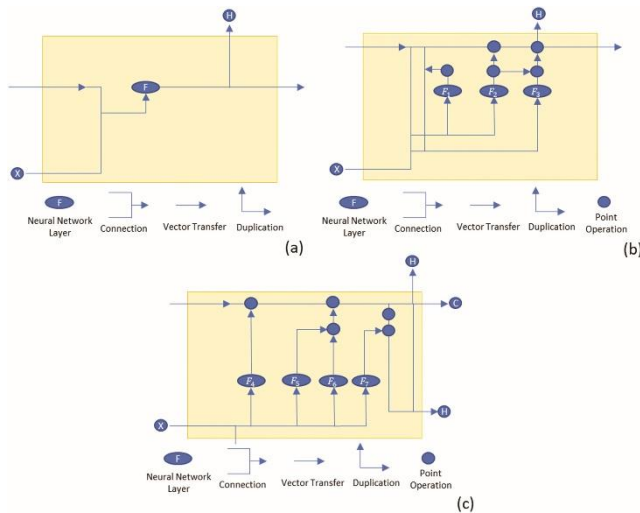 H
F
X
F
Neural Network
Layer
Connection
Vector Transfer
Duplication
(a)
H
F₁
F₂
F₃
X
F
Neural Network
Layer
Connection
Vector Transfer
Duplication
Point
Operation
(b)
H
C
F₄
F₅
F₆
F₇
X
H
F
Neural Network
Layer
Connection
Vector Transfer
Duplication
Point
Operation
(c)